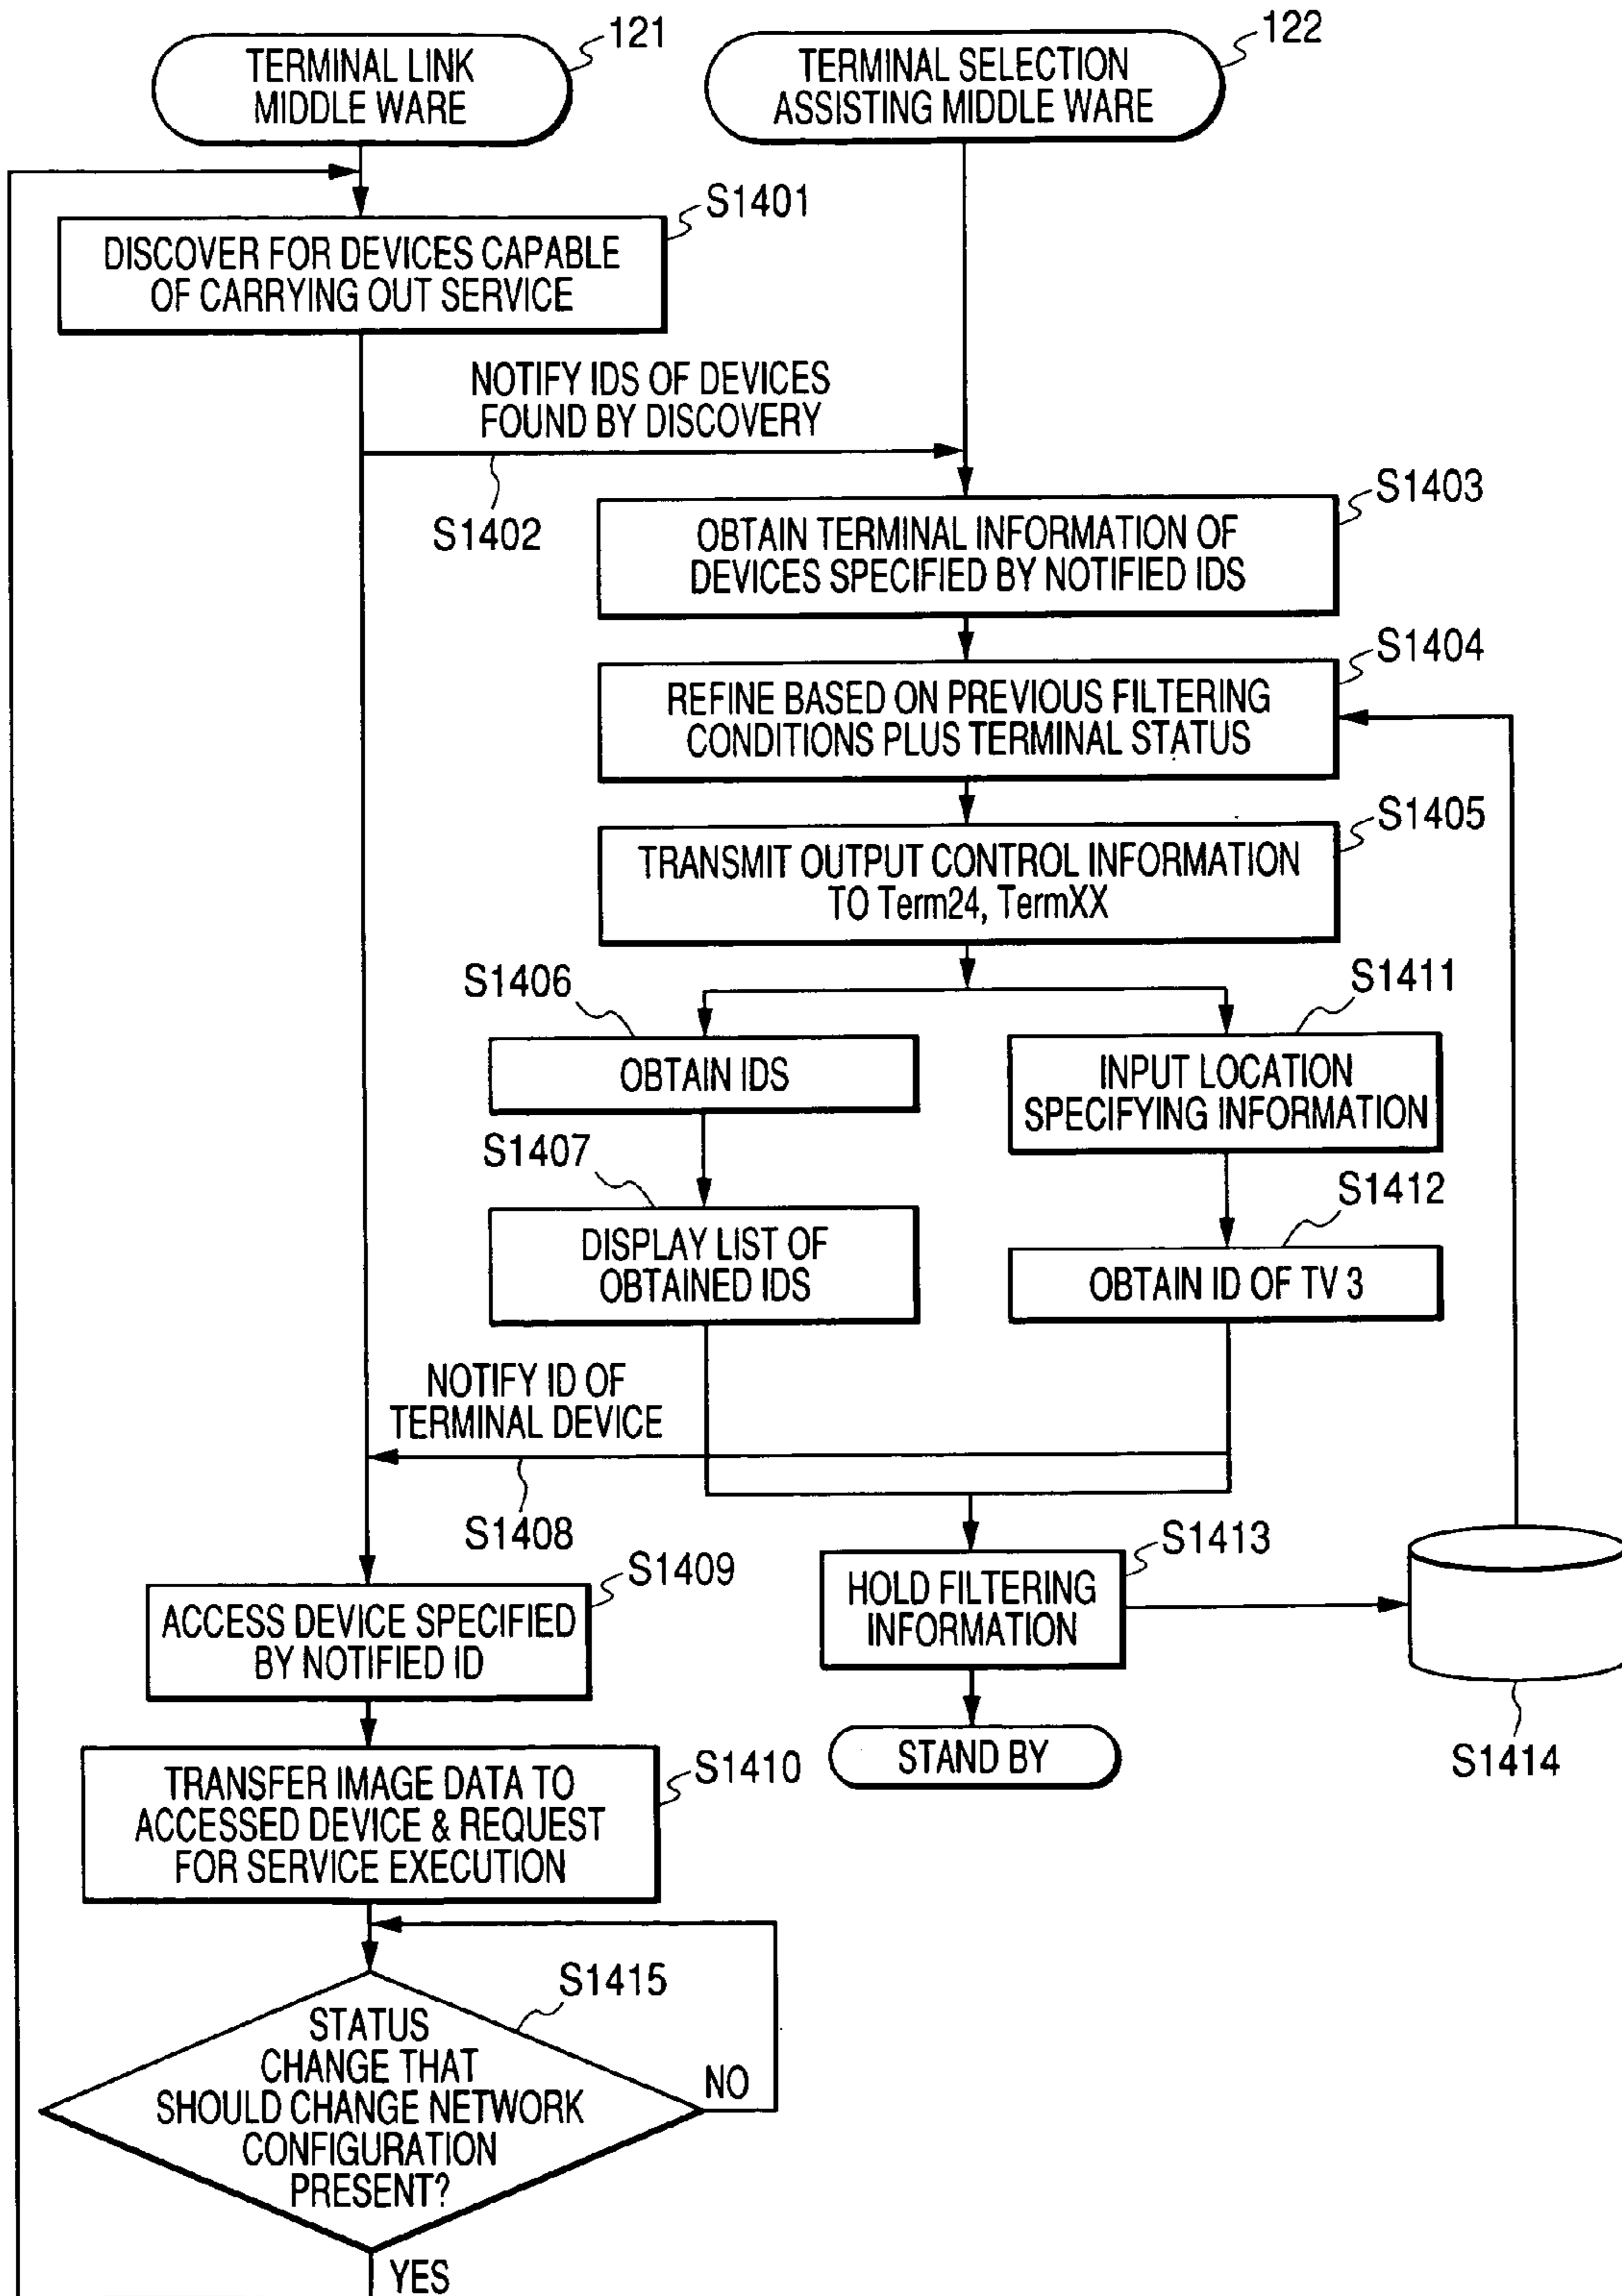 TERMINAL LINK
MIDDLE WARE
121
TERMINAL SELECTION
ASSISTING MIDDLE WARE
122
S1401
DISCOVER FOR DEVICES CAPABLE
OF CARRYING OUT SERVICE
NOTIFY IDS OF DEVICES
FOUND BY DISCOVERY
S1402
S1403
OBTAIN TERMINAL INFORMATION OF
DEVICES SPECIFIED BY NOTIFIED IDS
S1404
REFINE BASED ON PREVIOUS FILTERING
CONDITIONS PLUS TERMINAL STATUS
S1405
TRANSMIT OUTPUT CONTROL INFORMATION
TO Term24, TermXX
S1406
OBTAIN IDS
S1411
INPUT LOCATION
SPECIFYING INFORMATION
S1407
DISPLAY LIST OF
OBTAINED IDS
S1412
OBTAIN ID OF TV 3
NOTIFY ID OF
TERMINAL DEVICE
S1408
S1409
ACCESS DEVICE SPECIFIED
BY NOTIFIED ID
S1413
HOLD FILTERING
INFORMATION
S1414
STAND BY
S1410
TRANSFER IMAGE DATA TO
ACCESSED DEVICE & REQUEST
FOR SERVICE EXECUTION
S1415
STATUS
CHANGE THAT
SHOULD CHANGE NETWORK
CONFIGURATION
PRESENT?
NO
YES